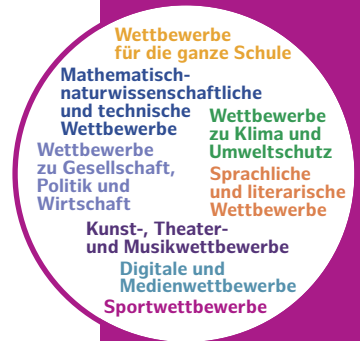 Wettbewerbe
für die ganze Schule
Mathematisch-
naturwissenschaftliche
und technische
Wettbewerbe
Wettbewerbe
zu Klima und
Umweltschutz
Wettbewerbe
zu Gesellschaft,
Politik und
Wirtschaft
Sprachliche
und literarische
Wettbewerbe
Kunst-, Theater-
und Musikwettbewerbe
Digitale und
Medienwettbewerbe
Sportwettbewerbe